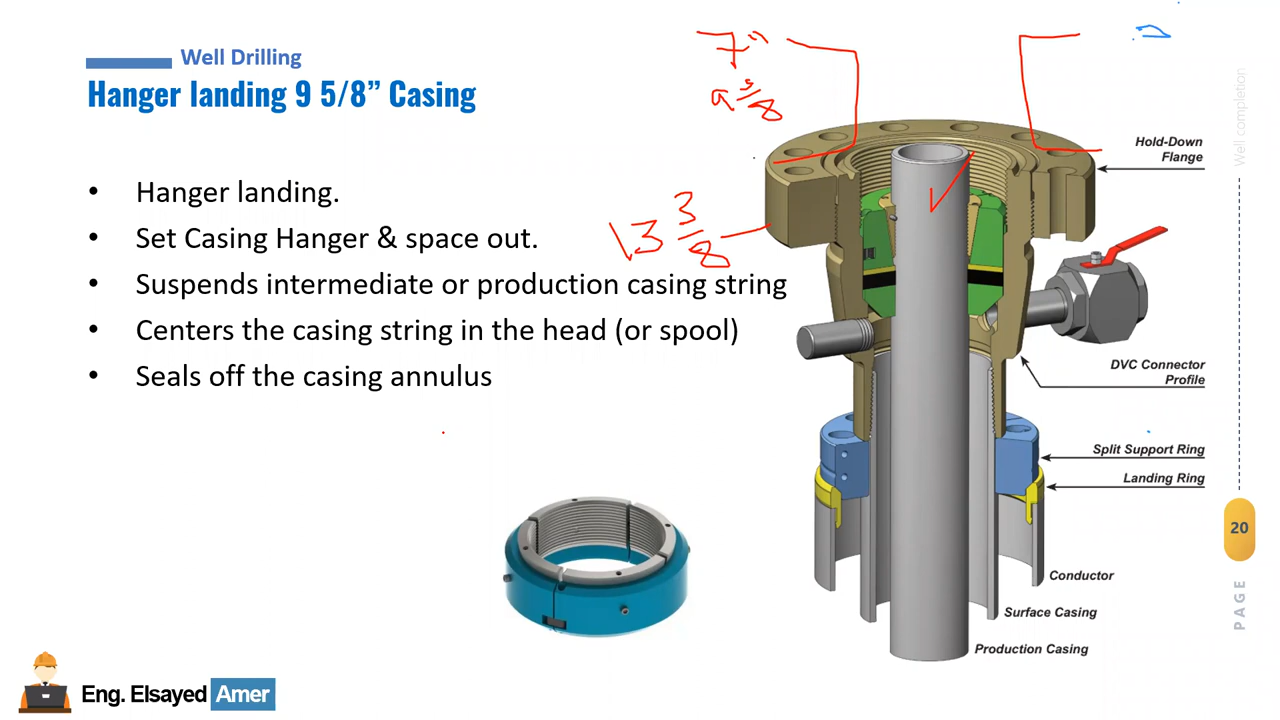 Well Drilling
Hanger landing 9 5/8” Casing
• Hanger landing.
• Set Casing Hanger & space out.
• Suspends intermediate or production casing string
• Centers the casing string in the head (or spool)
• Seals off the casing annulus
7"
9 5/8
13 3/8
Hold-Down
Flange
DVC Connector
Profile
Split Support Ring
Landing Ring
Conductor
Surface Casing
Production Casing
Well completion
20
PAGE
Eng. Elsayed Amer